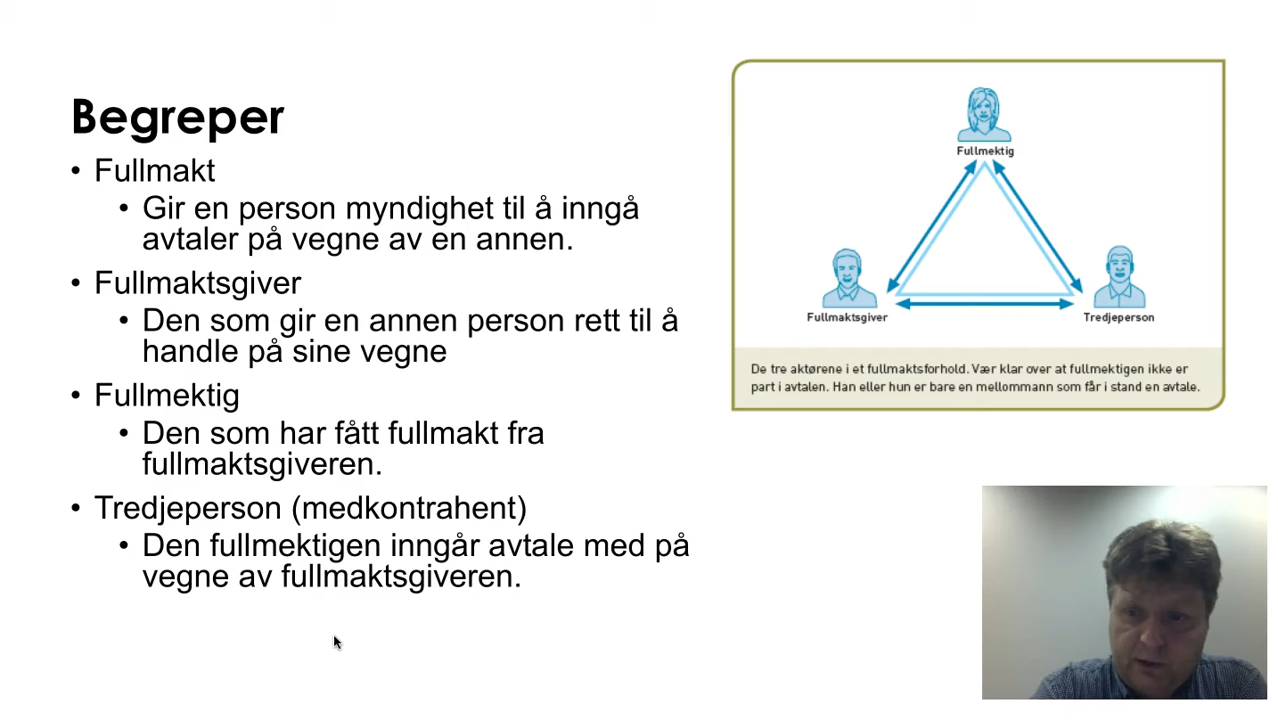 Begreper
• Fullmakt
• Gir en person myndighet til å inngå
avtaler på vegne av en annen.
• Fullmaktsgiver
• Den som gir en annen person rett til å
handle på sine vegne
• Fullmektig
• Den som har fått fullmakt fra
fullmaktsgiveren.
• Tredjeperson (medkontrahent)
• Den fullmektigen inngår avtale med på
vegne av fullmaktsgiveren.
Fullmektig
Fullmaktsgiver
Tredjeperson
De tre aktørene i et fullmaktsforhold. Vær klar over at fullmektigen ikke er
part i avtalen. Han eller hun er bare en mellommann som får i stand en avtale.